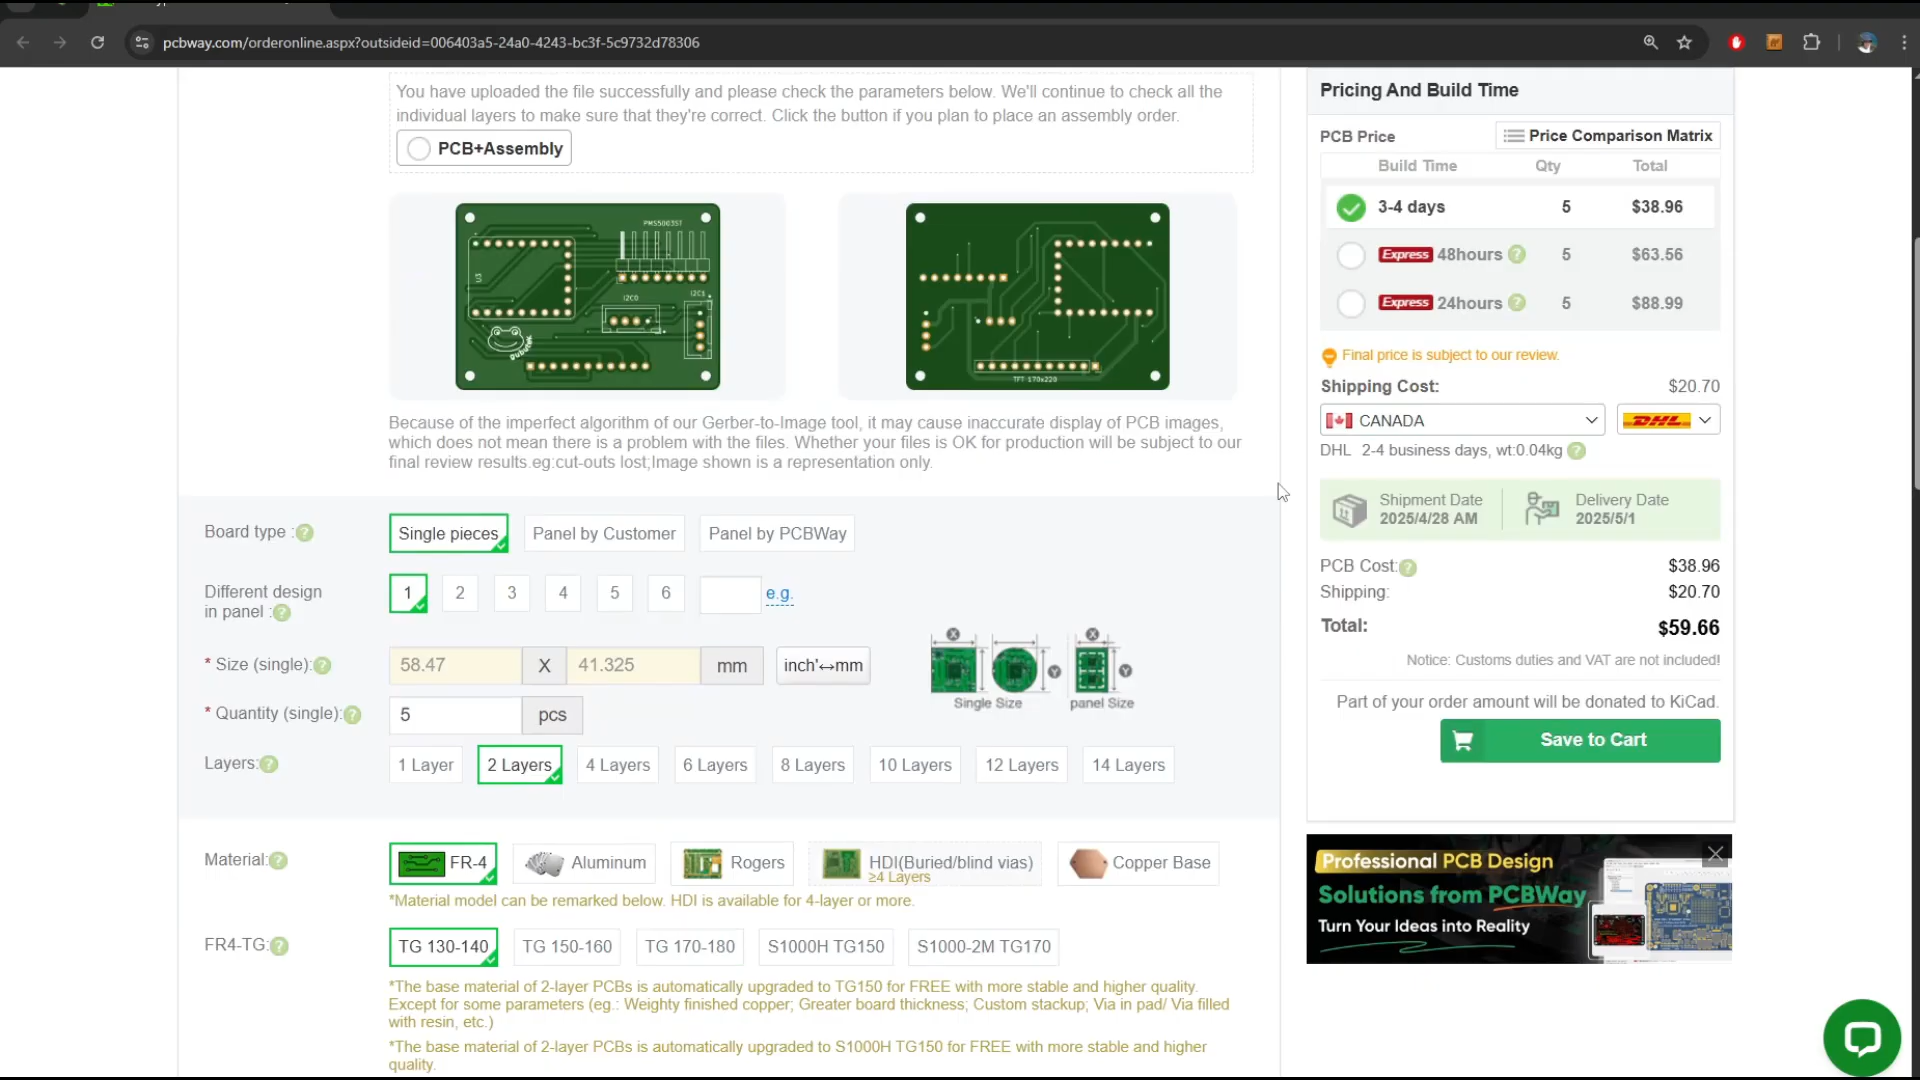 pcbway.com/orderonline.aspx?outsideid=006403a5-24a0-4243-bc3f-5c9732d78306
You have uploaded the file successfully and please check the parameters below. We'll continue to check all the
individual layers to make sure that they're correct. Click the button if you plan to place an assembly order.
PCB+Assembly
PMS5003ST
U3
I2C0
I2C1
TFT 170x220
Because of the imperfect algorithm of our Gerber-to-Image tool, it may cause inaccurate display of PCB images,
which does not mean there is a problem with the files. Whether your files is OK for production will be subject to our
final review results.eg:cut-outs lost;Image shown is a representation only.
Board type :?
Single pieces
Panel by Customer
Panel by PCBWay
Different design
in panel :?
1
2
3
4
5
6
e.g.
* Size (single):?
58.47
X
41.325
mm
inch'↔mm
X
Y
X
Y
Single Size
panel Size
* Quantity (single):?
5
pcs
Layers:?
1 Layer
2 Layers
4 Layers
6 Layers
8 Layers
10 Layers
12 Layers
14 Layers
Material:?
FR-4
Aluminum
Rogers
HDI(Buried/blind vias)
≥4 Layers
Copper Base
*Material model can be remarked below. HDI is available for 4-layer or more.
FR4-TG:?
TG 130-140
TG 150-160
TG 170-180
S1000H TG150
S1000-2M TG170
*The base material of 2-layer PCBs is automatically upgraded to TG150 for FREE with more stable and higher quality.
Except for some parameters (eg.: Weighty finished copper; Greater board thickness; Custom stackup; Via in pad/ Via filled
with resin, etc.)
*The base material of 2-layer PCBs is automatically upgraded to S1000H TG150 for FREE with more stable and higher
quality.
Pricing And Build Time
PCB Price
Price Comparison Matrix
Build Time Qty Total
3-4 days 5 $38.96
Express 48hours ? 5 $63.56
Express 24hours ? 5 $88.99
Final price is subject to our review.
Shipping Cost: $20.70
CANADA
DHL
DHL 2-4 business days, wt:0.04kg ?
Shipment Date
2025/4/28 AM
Delivery Date
2025/5/1
PCB Cost:? $38.96
Shipping: $20.70
Total: $59.66
Notice: Customs duties and VAT are not included!
Part of your order amount will be donated to KiCad.
Save to Cart
Professional PCB Design
Solutions from PCBWay
Turn Your Ideas into Reality